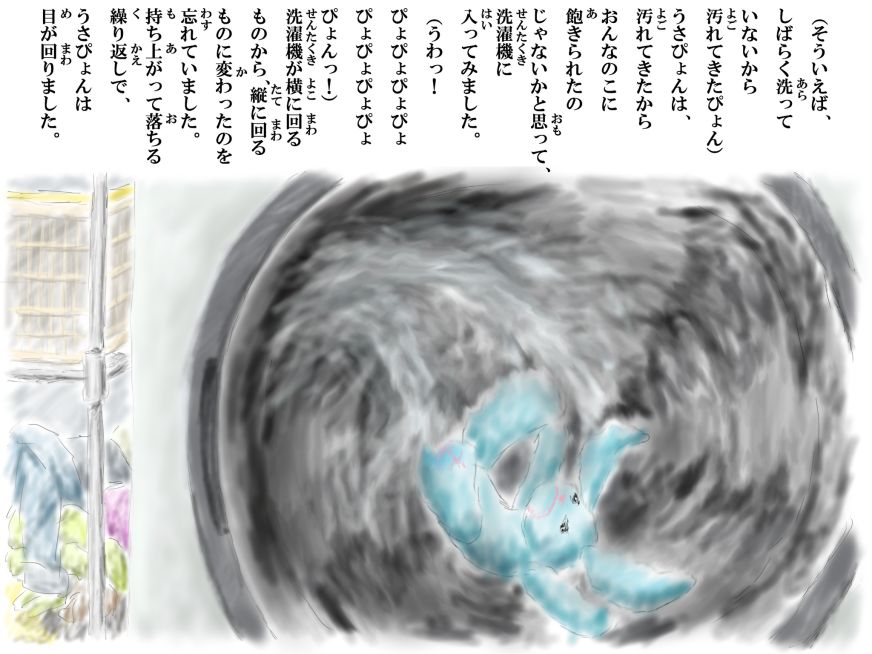 （そういえば、
しばらく洗って
いないから
汚れてきたぴょん）
うさぴょんは、
汚れてきたから
おんなのこに
飽きられたの
じゃないかと思って、
洗濯機に
入ってみました。
（うわっ！
ぴょぴょぴょぴょ
ぴょぴょぴょぴょ
ぴょんっ！）
洗濯機が横に回る
ものから、縦に回る
ものに変わったのを
忘れていました。
持ち上がって落ちる
繰り返しで、
うさぴょんは
目が回りました。